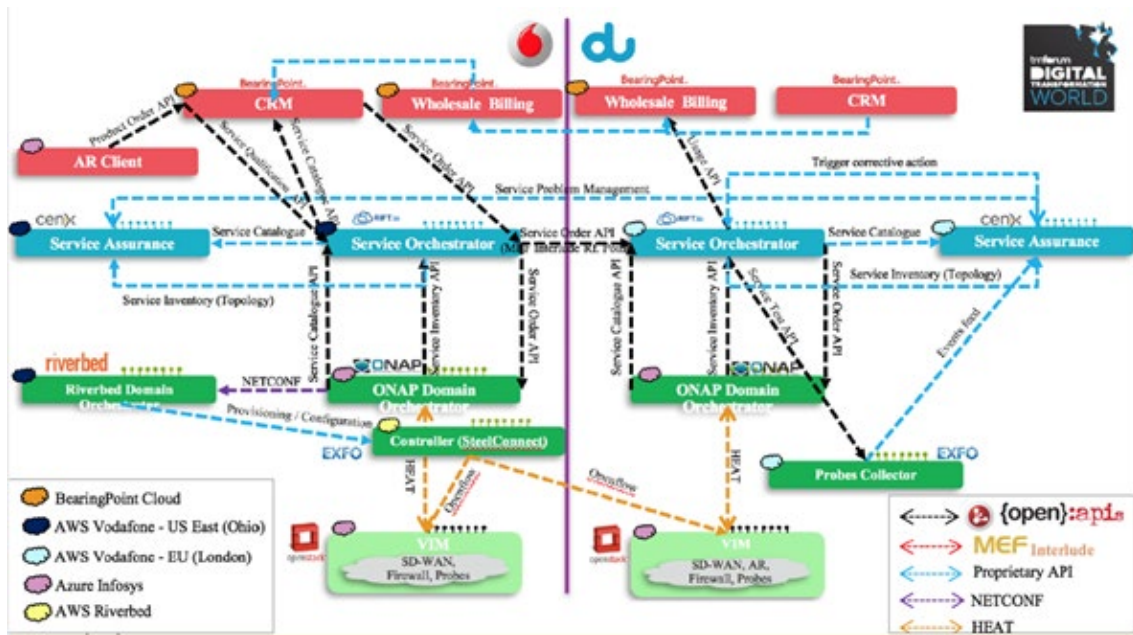 du
tmforum
DIGITAL
TRANSFORMATION
WORLD
BearingPoint.
CRM
BearingPoint.
Wholesale Billing
BearingPoint.
Wholesale Billing
BearingPoint.
CRM
Product Order API
AR Client
Service Qualification API
Service Catalogue API
Service Order API
Usage API
Trigger corrective action
Service Problem Management
cenx
Service Assurance
Service Catalogue
RIFT.io
Service Orchestrator
Service Order API
RIFT.io
Service Orchestrator
Service Catalogue
cenx
Service Assurance
Service Inventory (Topology)
Service Inventory (Topology)
Service Catalogue API
Service Inventory API
Service Order API
Service Catalogue API
Service Inventory API
Service Test API
Service Order API
Events feed
riverbed
Riverbed Domain
Orchestrator
NETCONF
ONAP
ONAP Domain
Orchestrator
ONAP
ONAP Domain
Orchestrator
Provisioning / Configuration
EXFO
Controller (SteelConnect)
EXFO
Probes Collector
HEAT
Openflow
Openflow
HEAT
openstack
VIM
SD-WAN,
Firewall, Probes
openstack
VIM
SD-WAN, AR,
Firewall, Probes
BearingPoint Cloud
AWS Vodafone - US East (Ohio)
AWS Vodafone - EU (London)
Azure Infosys
AWS Riverbed
{open}:apis
MEF Interlude
Proprietary API
NETCONF
HEAT